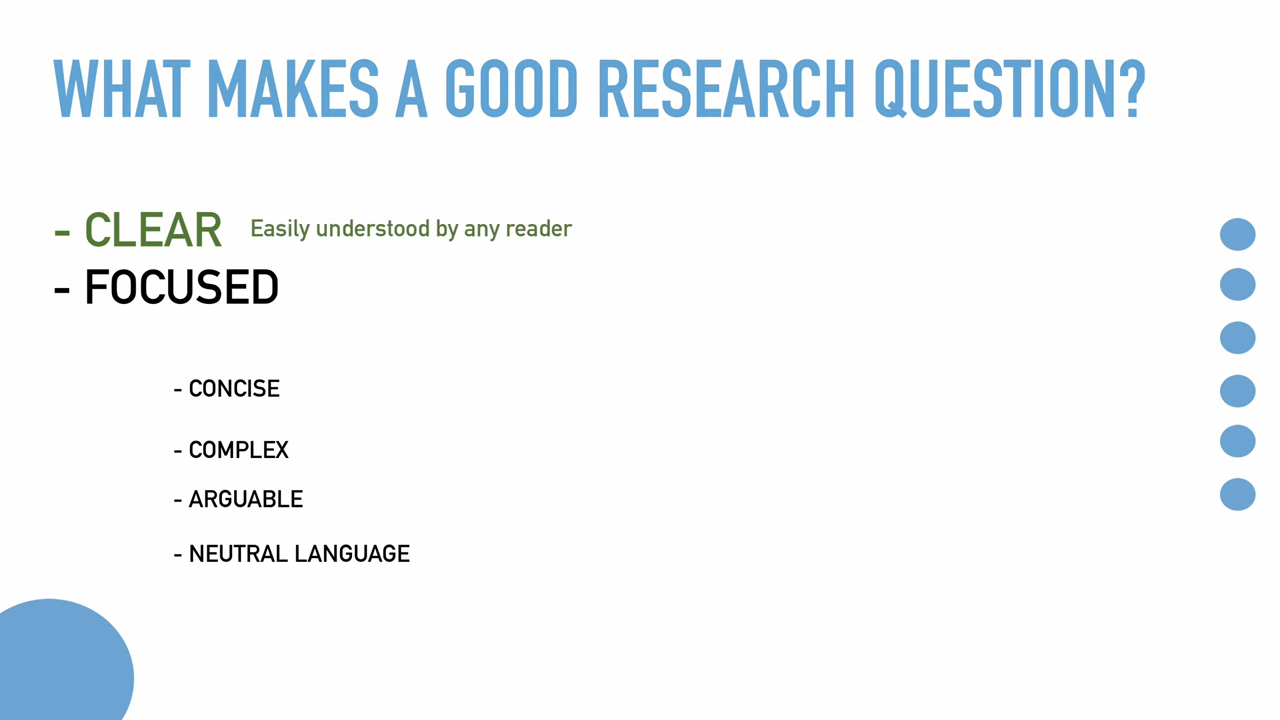 WHAT MAKES A GOOD RESEARCH QUESTION?
- CLEAR Easily understood by any reader
- FOCUSED
- CONCISE
- COMPLEX
- ARGUABLE
- NEUTRAL LANGUAGE